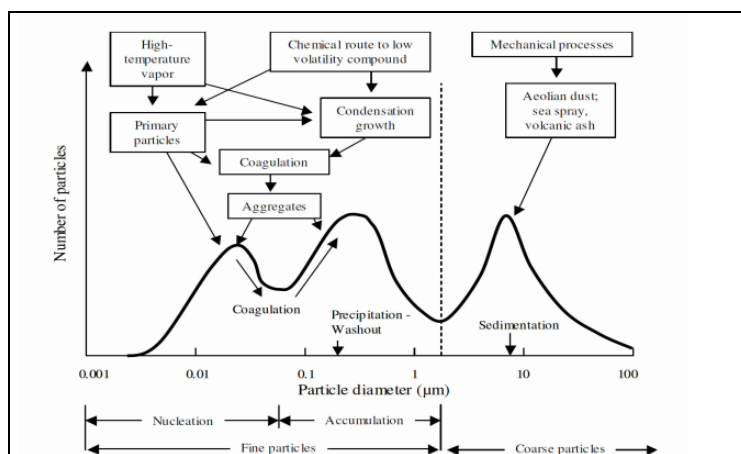 High-
temperature
vapor
Chemical route to low
volatility compound
Mechanical processes
Primary
particles
Condensation
growth
Aeolian dust;
sea spray,
volcanic ash
Coagulation
Aggregates
Number of particles
Coagulation
Precipitation -
Washout
Sedimentation
0.001
0.01
0.1
1
10
100
Particle diameter (µm)
Nucleation
Accumulation
Fine particles
Coarse particles